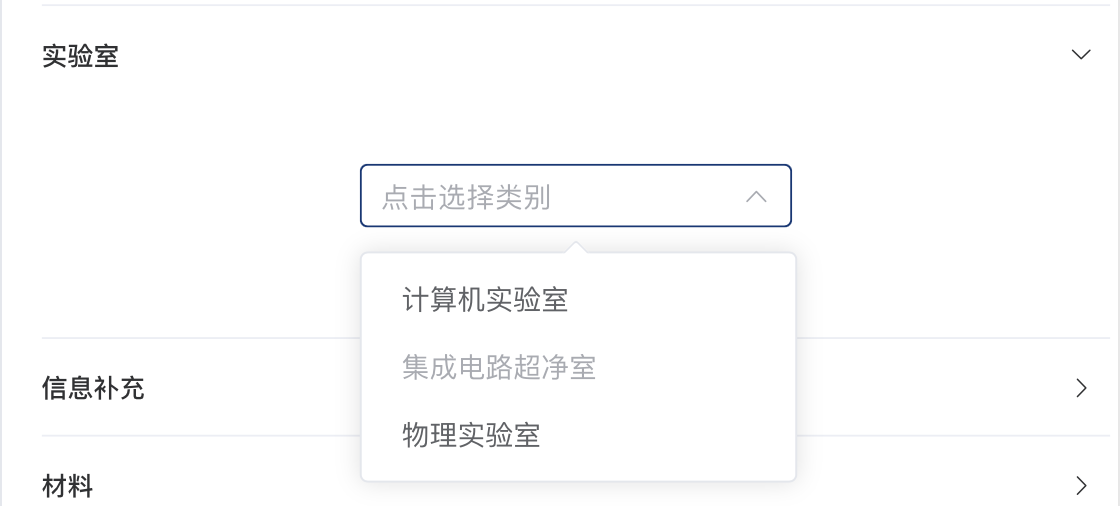 实验室
点击选择类别
计算机实验室
集成电路超净室
信息补充
物理实验室
材料